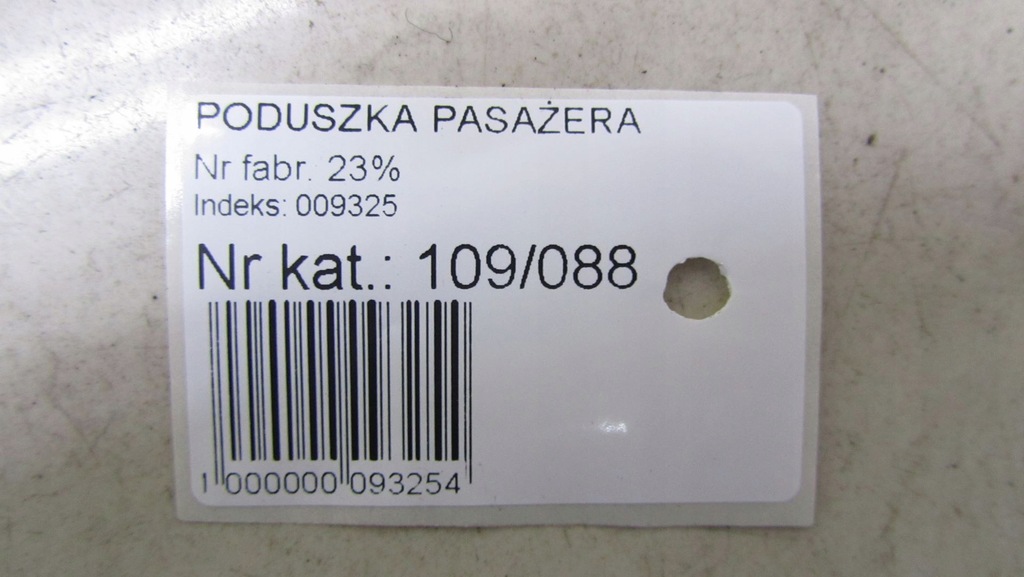 PODUSZKA PASAŻERA
Nr fabr. 23%
Indeks: 009325
Nr kat.: 109/088
1 000000 093254